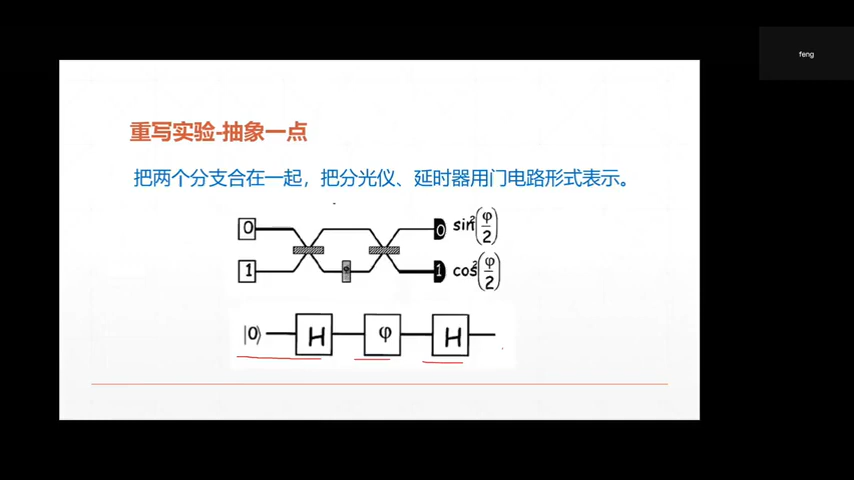 feng
重写实验-抽象一点
把两个分支合在一起，把分光仪、延时器用门电路形式表示。
0 0 sin²(φ/2)
φ
1 1 cos²(φ/2)
|0⟩ H φ H